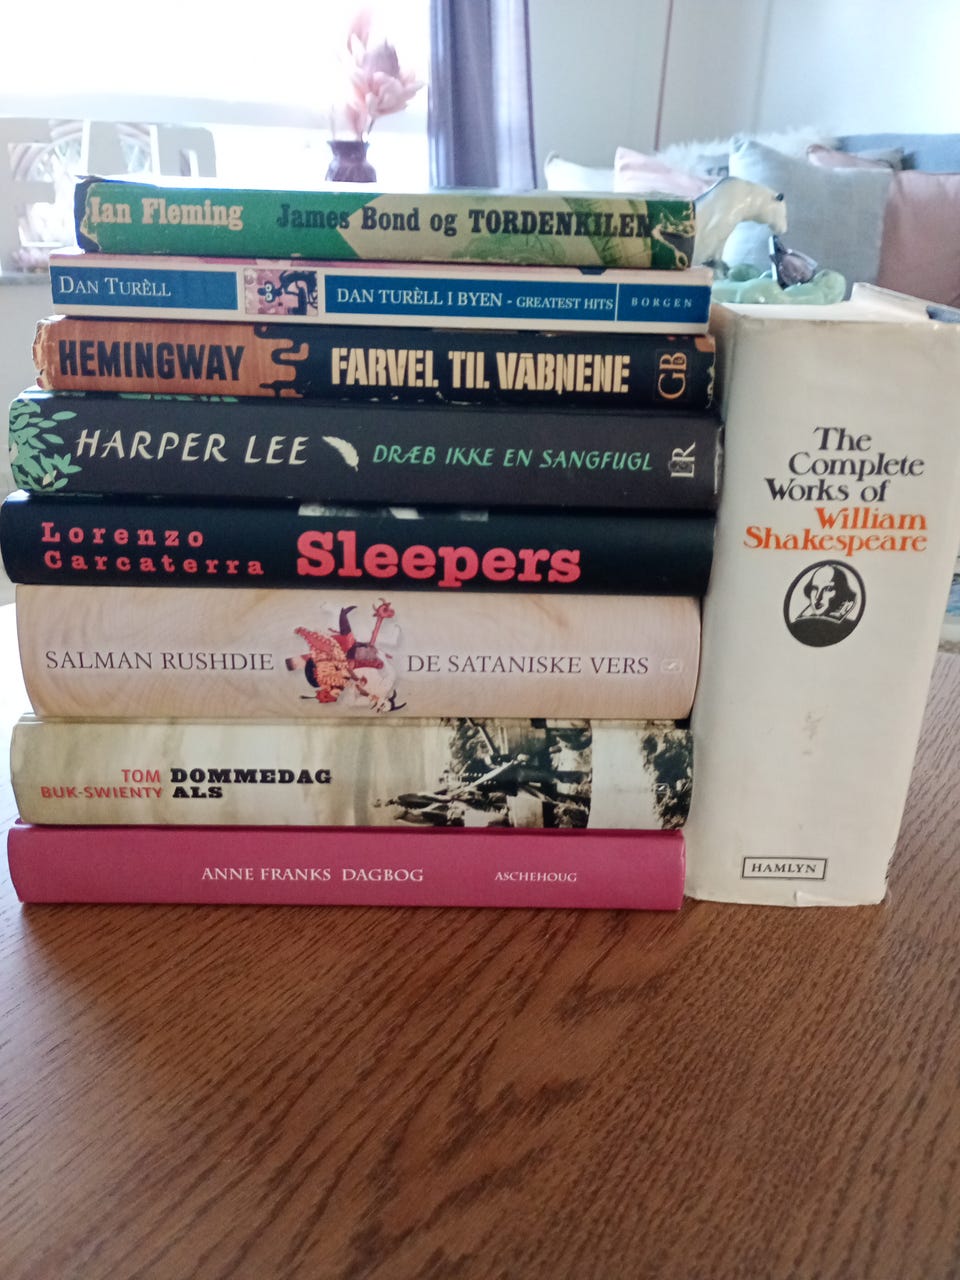 Ian Fleming James Bond og TORDENKILEN
DAN TURÈLL DAN TURÈLL I BYEN - GREATEST HITS BORGEN
HEMINGWAY FARVEL TIL VÅBNENE GB
HARPER LEE DRÆB IKKE EN SANGFUGL LR
Lorenzo
Carcaterra
Sleepers
SALMAN RUSHDIE DE SATANISKE VERS
TOM
BUK-SWIENTY
DOMMEDAG
ALS
ANNE FRANKS DAGBOG ASCHEHOUG
The
Complete
Works of
William
Shakespeare
HAMLYN